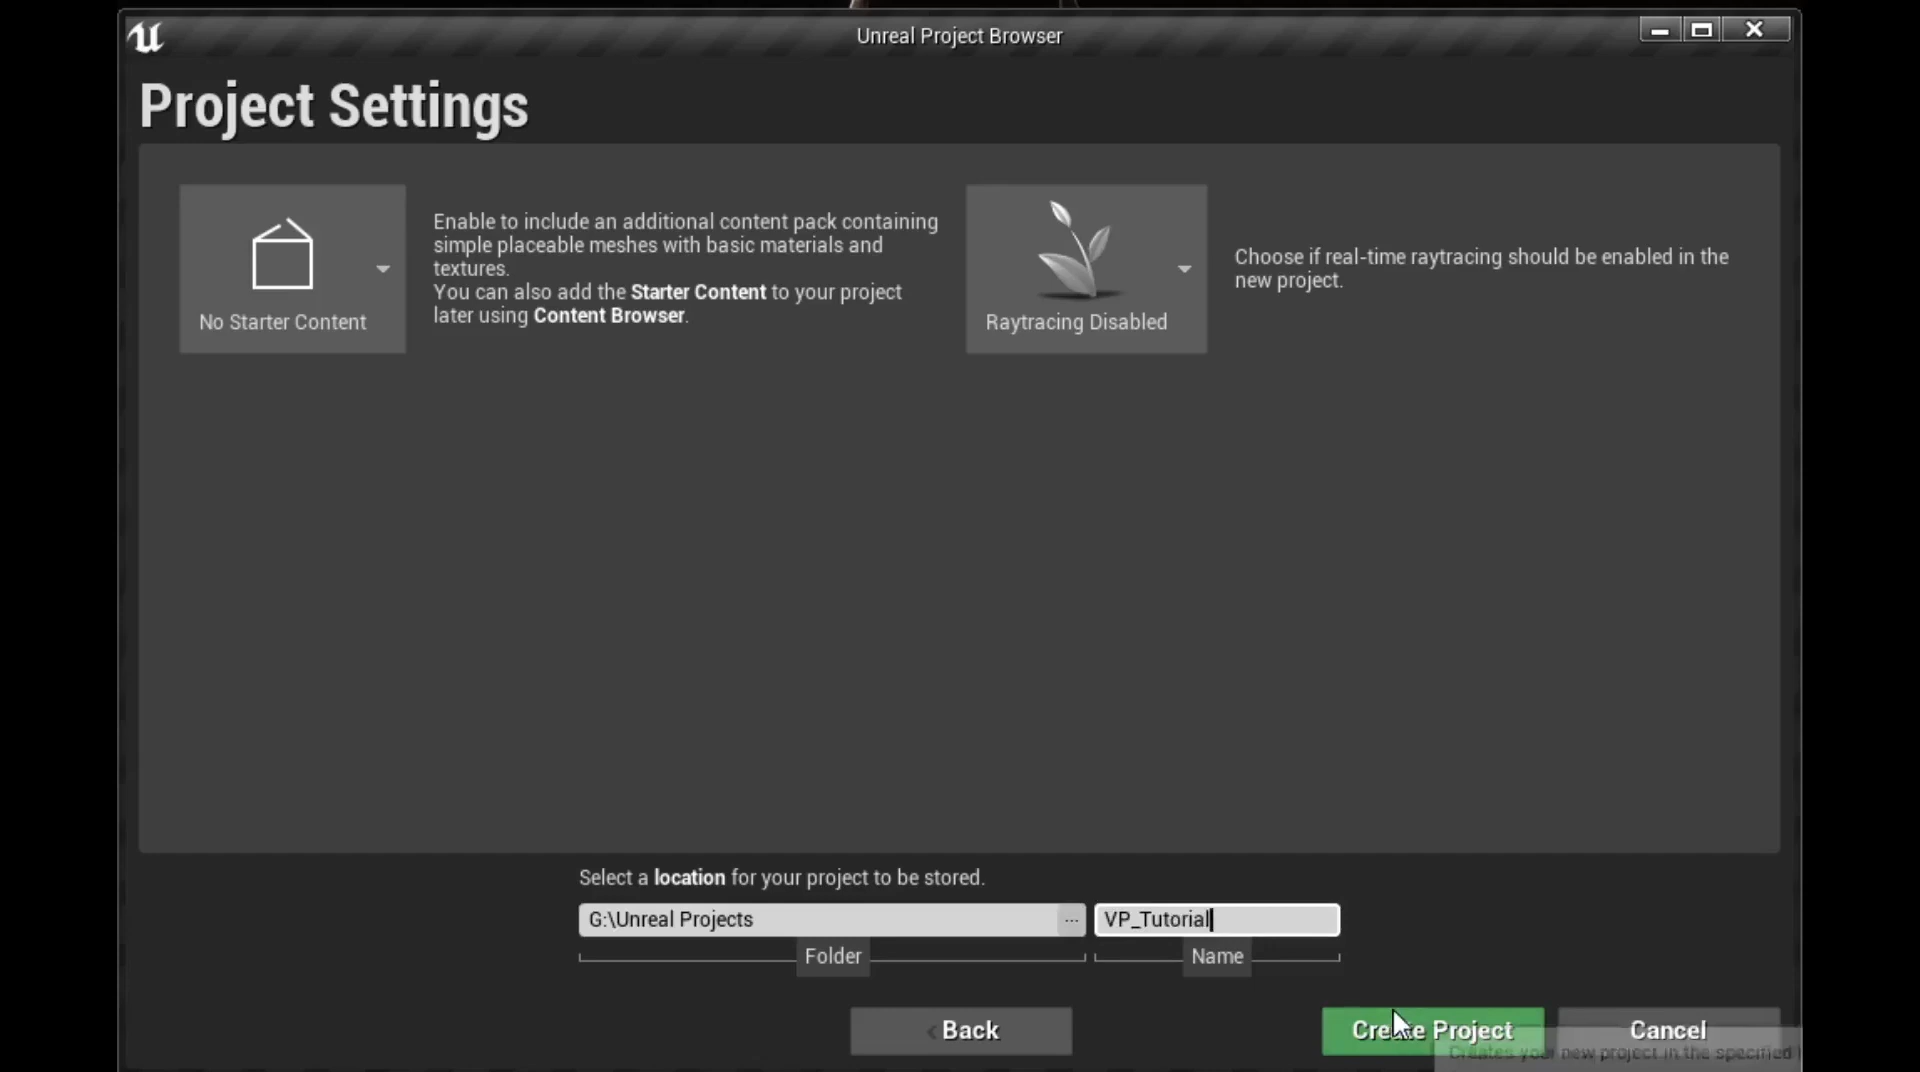 Unreal Project Browser
Project Settings
No Starter Content
Enable to include an additional content pack containing
simple placeable meshes with basic materials and
textures.
You can also add the Starter Content to your project
later using Content Browser.
Raytracing Disabled
Choose if real-time raytracing should be enabled in the
new project.
Select a location for your project to be stored.
G:\Unreal Projects
...
VP_Tutorial
Folder
Name
Back
Create Project
Cancel
Creates your new project in the specified